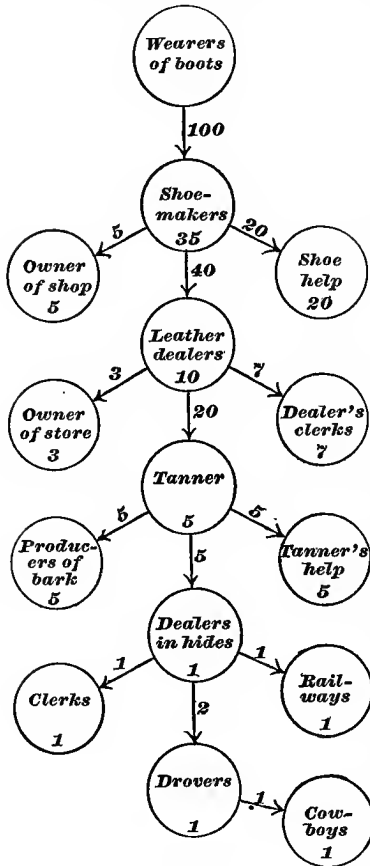 Wearers
of boots
100
Shoe-
makers
35
5
20
Owner
of shop
5
40
Shoe
help
20
Leather
dealers
10
3
7
Owner
of store
3
20
Dealer's
clerks
7
Tanner
5
5
5
Produc-
ers of
bark
5
5
Tanner's
help
5
Dealers
in hides
1
1
1
Clerks
1
2
Rail-
ways
1
Drovers
1
1
Cow-
boys
1